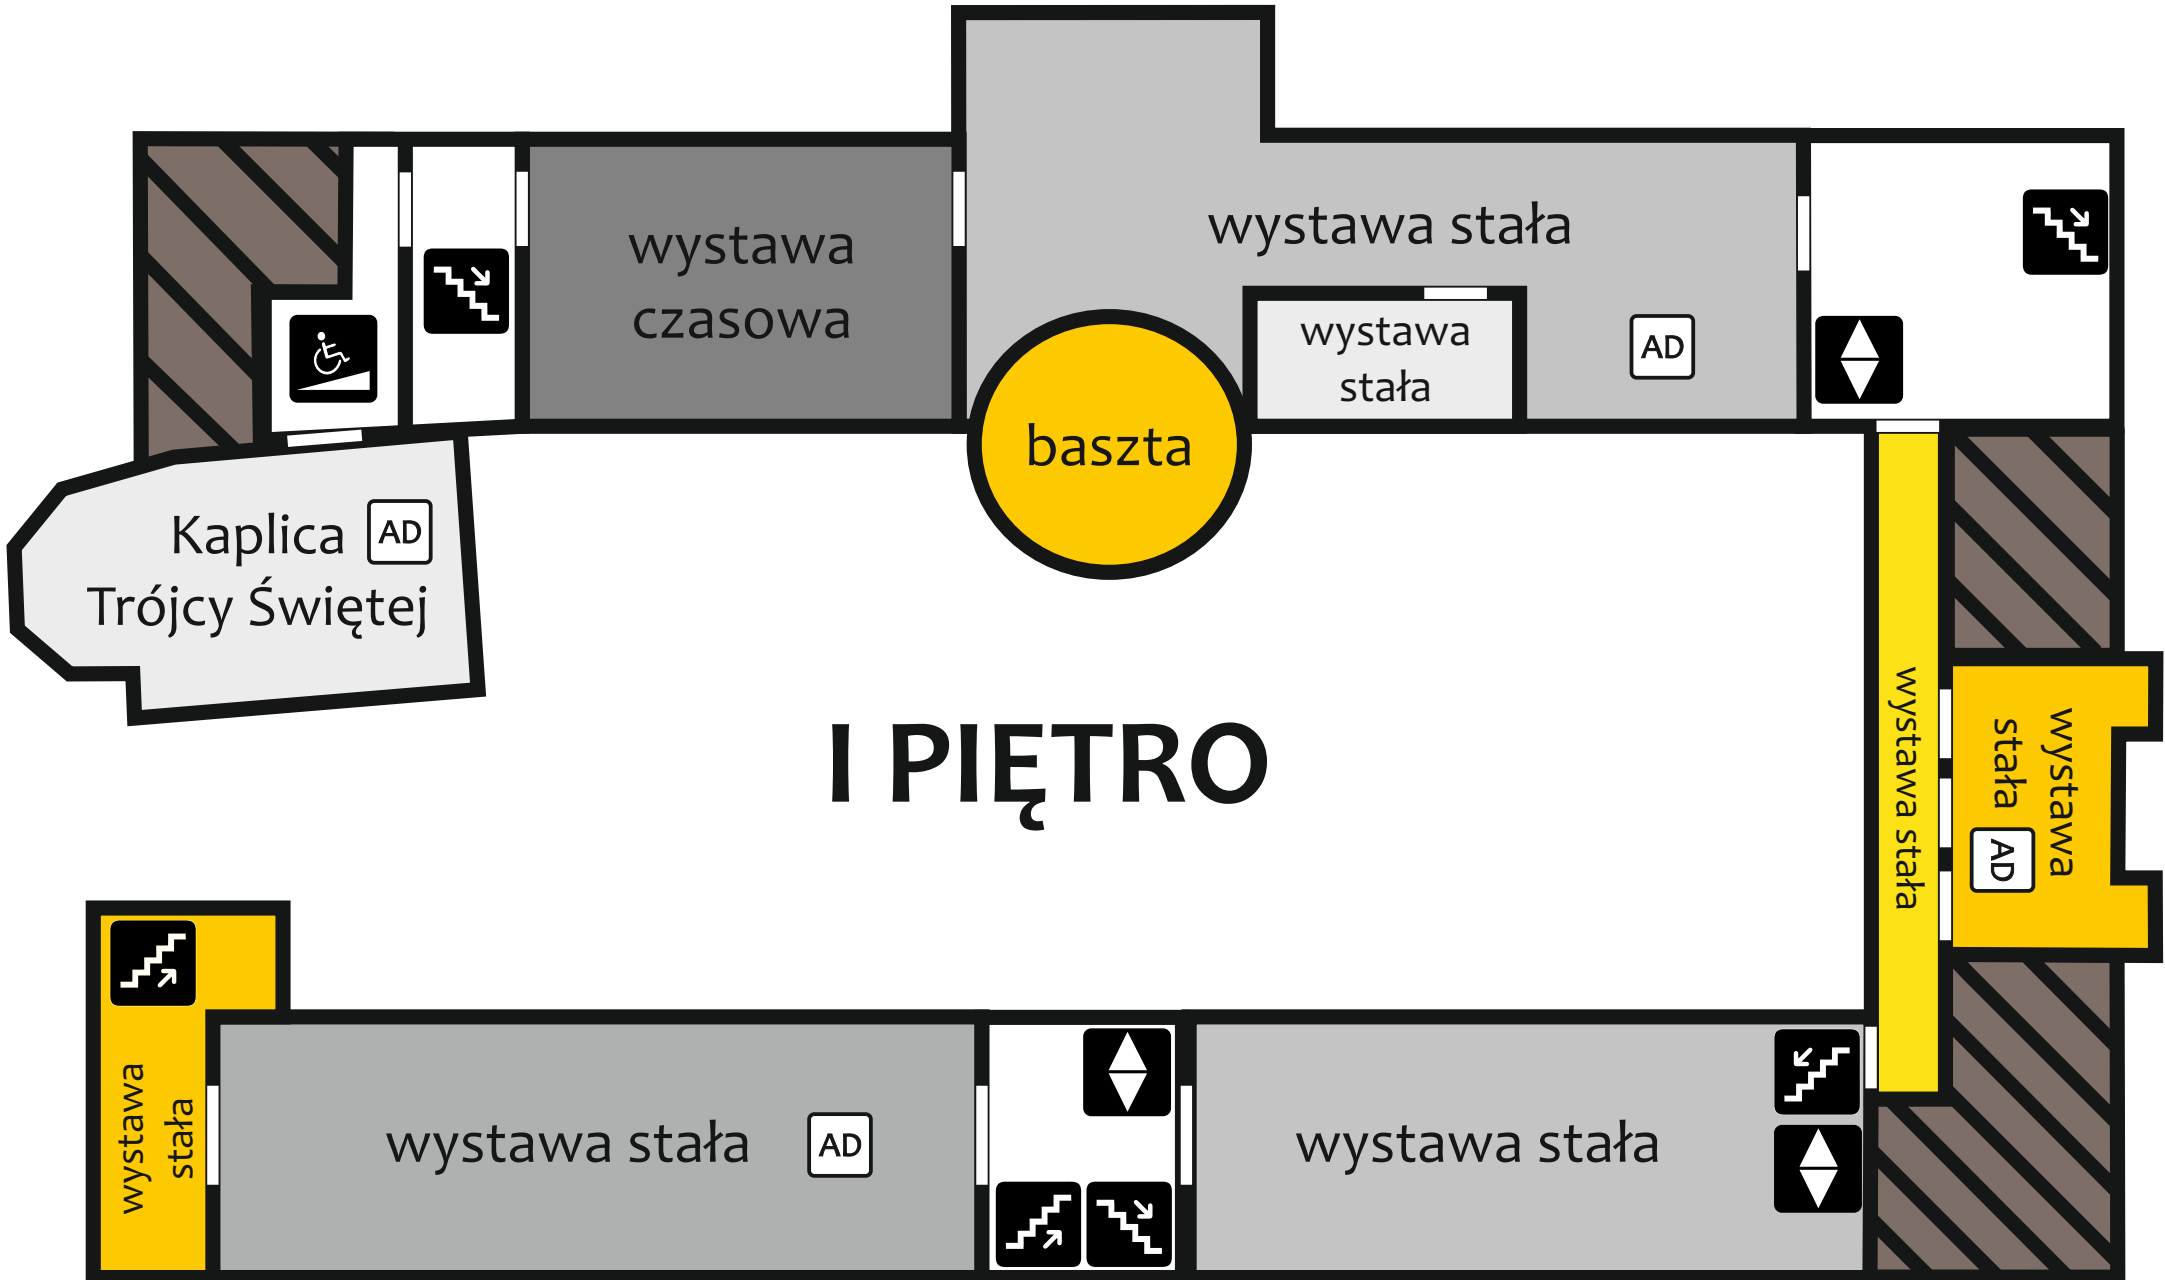 wystawa
czasowa
wystawa stała
wystawa
stała
AD
baszta
Kaplica AD
Trójcy Świętej
I PIĘTRO
wystawa stała
wystawa
stała AD
wystawa
stała
wystawa stała AD
wystawa stała